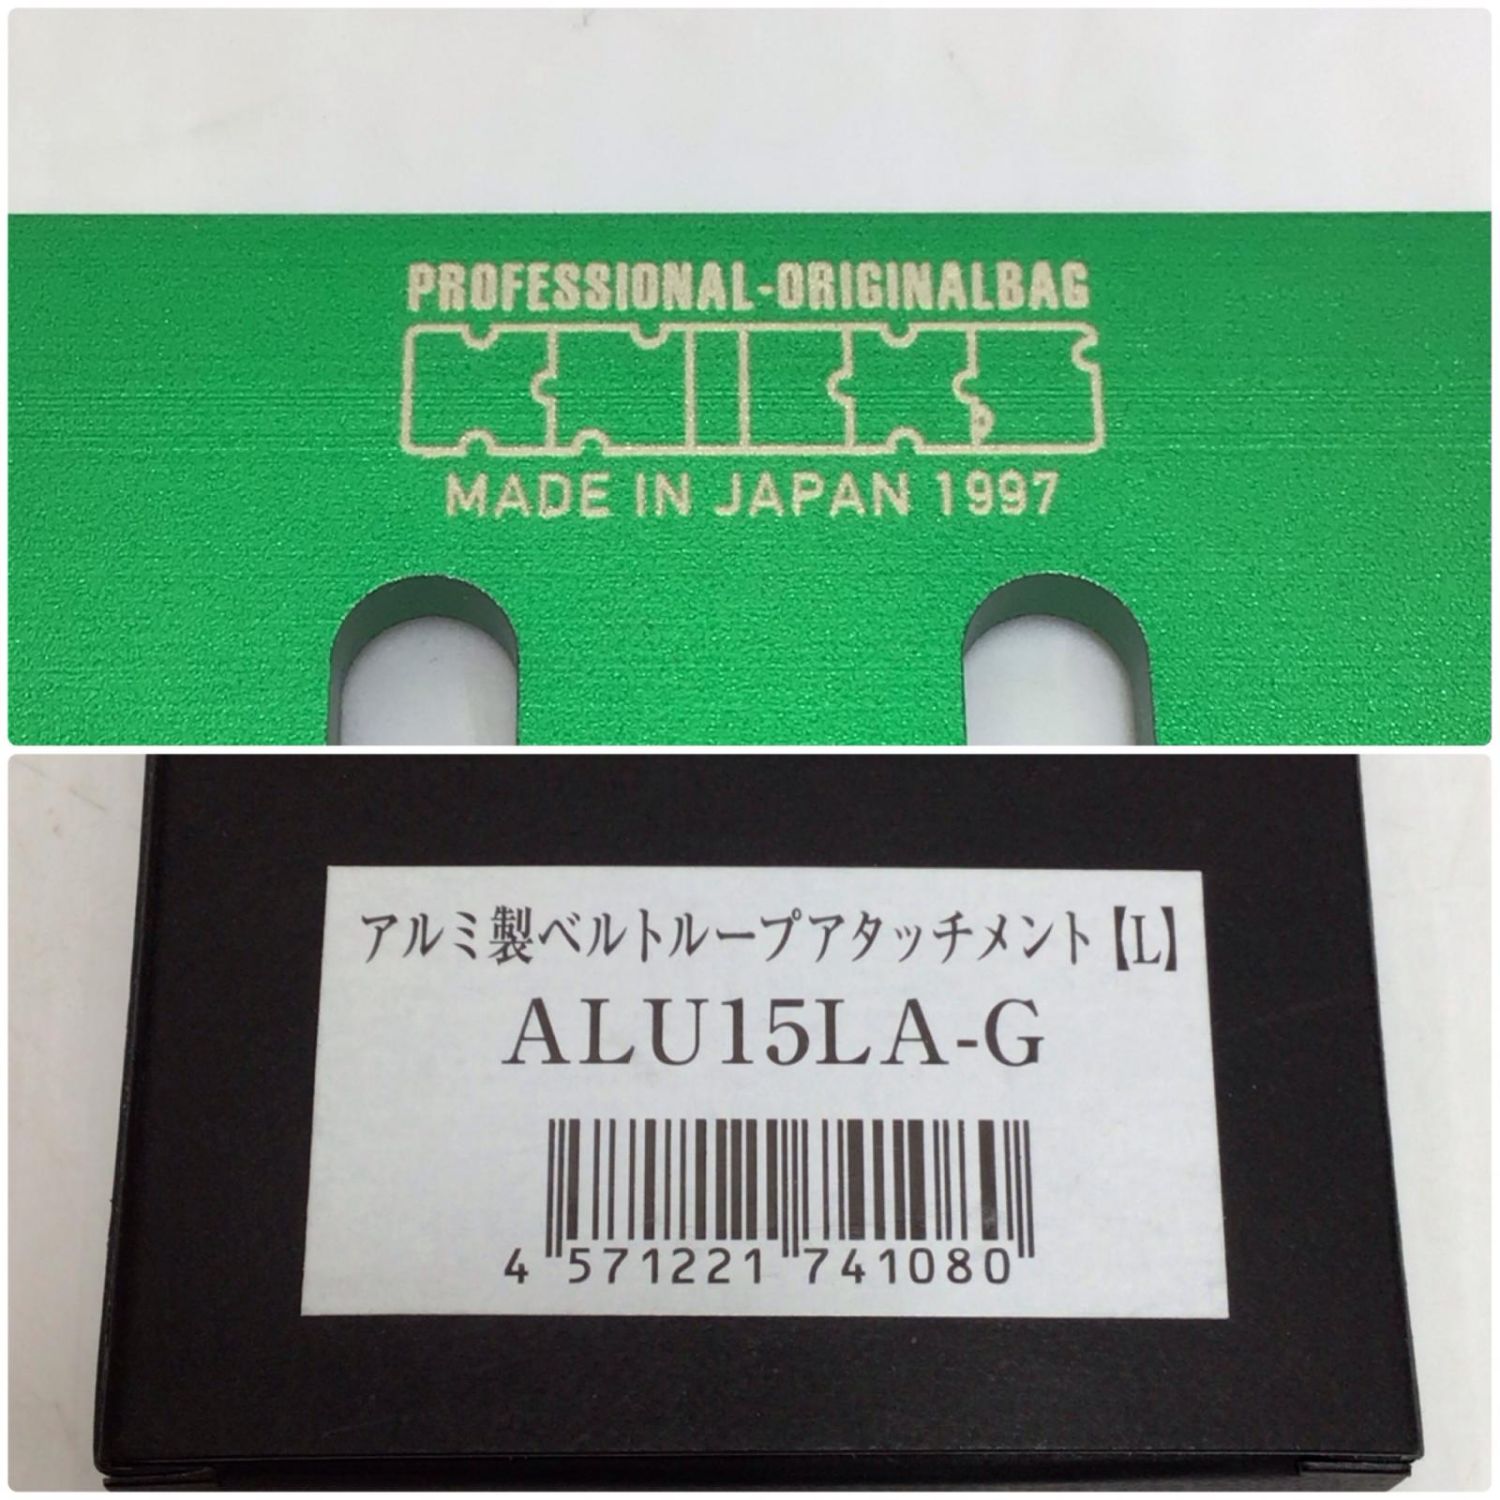 PROFESSIONAL-ORIGINALBAG
MADE IN JAPAN 1997
アルミ製ベルトループアタッチメント【L】
ALU15LA-G
4 571221 741080